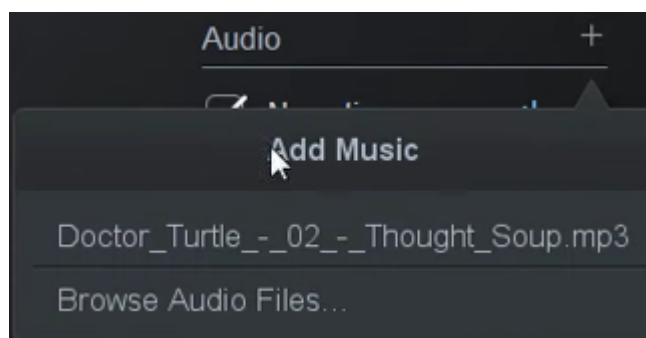 Audio +
Add Music
Doctor_Turtle_-_02_-_Thought_Soup.mp3
Browse Audio Files...